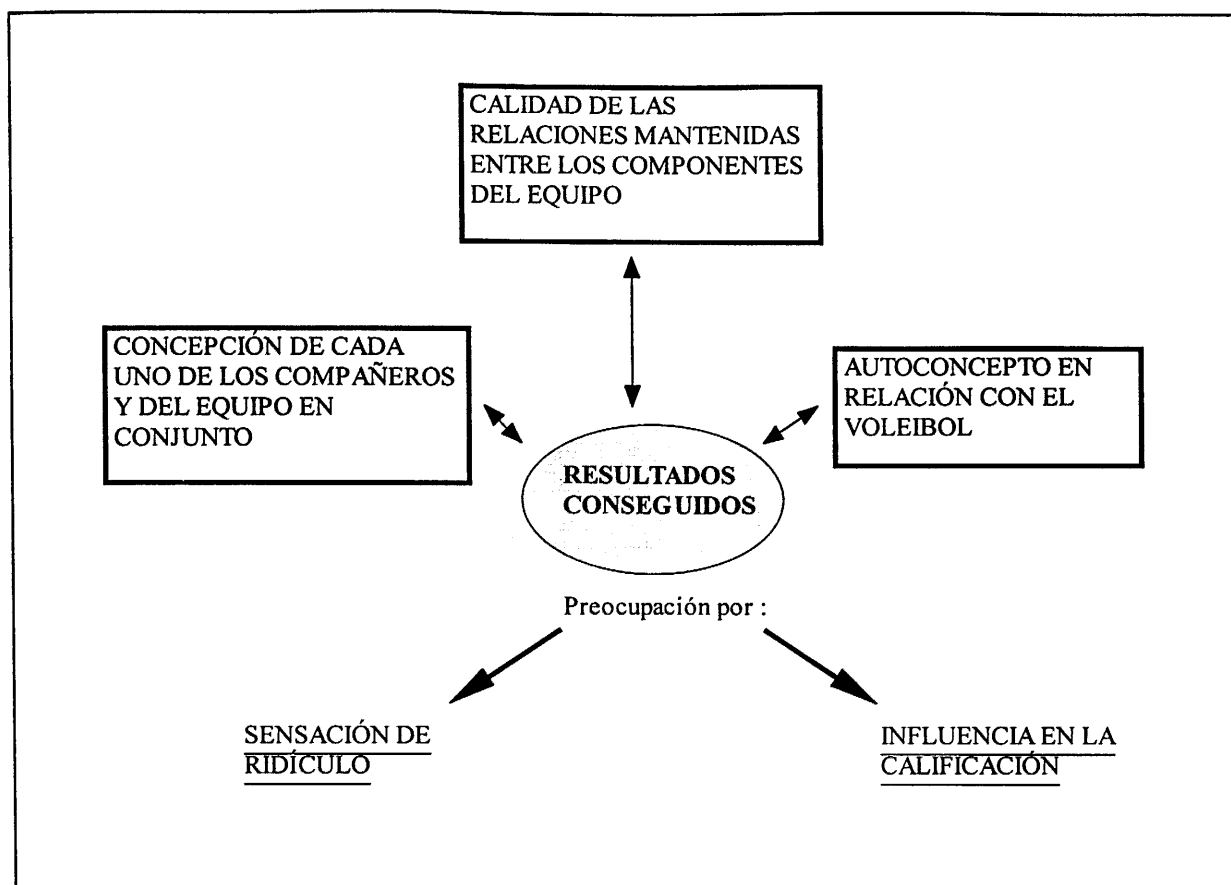 CALIDAD DE LAS
RELACIONES MANTENIDAS
ENTRE LOS COMPONENTES
DEL EQUIPO
CONCEPCIÓN DE CADA
UNO DE LOS COMPAÑEROS
Y DEL EQUIPO EN
CONJUNTO
AUTOCONCEPTO EN
RELACIÓN CON EL
VOLEIBOL
RESULTADOS
CONSEGUIDOS
Preocupación por :
SENSACIÓN DE
RIDÍCULO
INFLUENCIA EN LA
CALIFICACIÓN